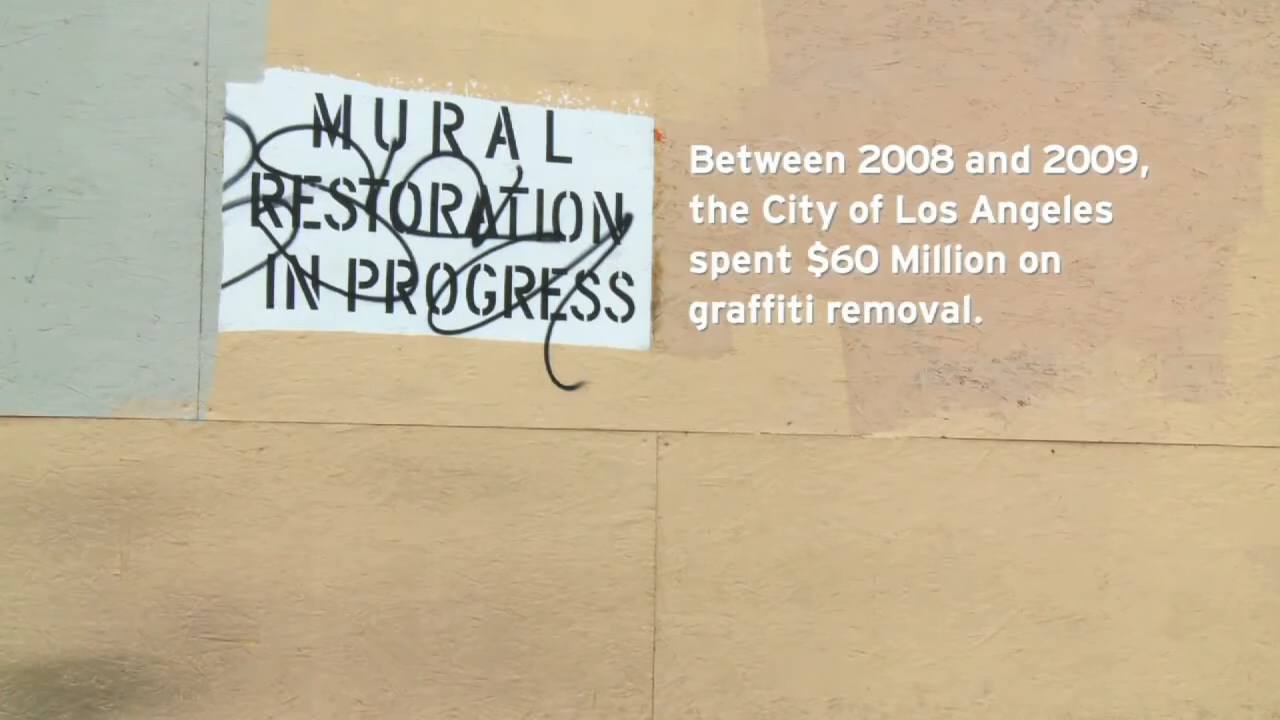 MURAL
RESTORATION
IN PROGRESS
Between 2008 and 2009,
the City of Los Angeles
spent $60 Million on
graffiti removal.